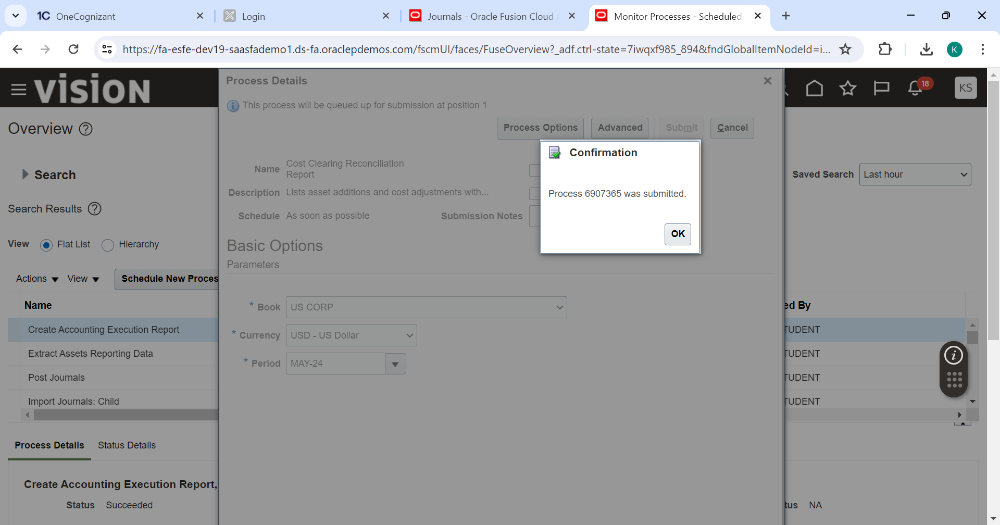 OneCognizant
Login
Journals - Oracle Fusion Cloud
Monitor Processes - Scheduled
https://fa-esfe-dev19-saasfademo1.ds-fa.oraclepdemos.com/fscmUI/faces/FuseOverview?_adf.ctrl-state=7iwqxf985_894&fndGlobalItemNodeId=i...
K
VISION
Process Details
18
KS
This process will be queued up for submission at position 1
Process Options
Advanced
Submit
Cancel
Overview
Confirmation
Name Cost Clearing Reconciliation
Report
Search
Saved Search Last hour
Description Lists asset additions and cost adjustments with...
Process 6907365 was submitted.
Search Results
Schedule As soon as possible
Submission Notes
OK
View Flat List Hierarchy
Basic Options
Parameters
Actions View Schedule New Proces
Name
* Book US CORP
ed By
Create Accounting Execution Report
* Currency USD - US Dollar
TUDENT
Extract Assets Reporting Data
TUDENT
* Period MAY-24
Post Journals
TUDENT
Import Journals: Child
TUDENT
Process Details Status Details
Create Accounting Execution Report,
Status Succeeded
tus NA